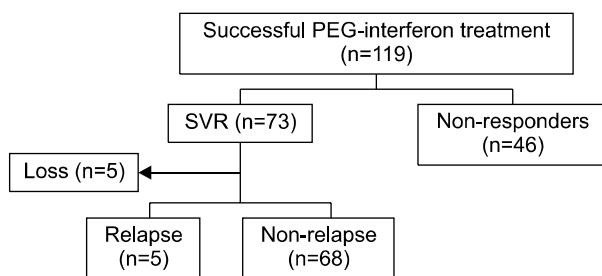 Successful PEG-interferon treatment
(n=119)
SVR (n=73)
Non-responders
(n=46)
Loss (n=5)
Relapse
(n=5)
Non-relapse
(n=68)